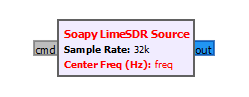 Soapy LimeSDR Source
cmd
Sample Rate: 32k
out
Center Freq (Hz): freq